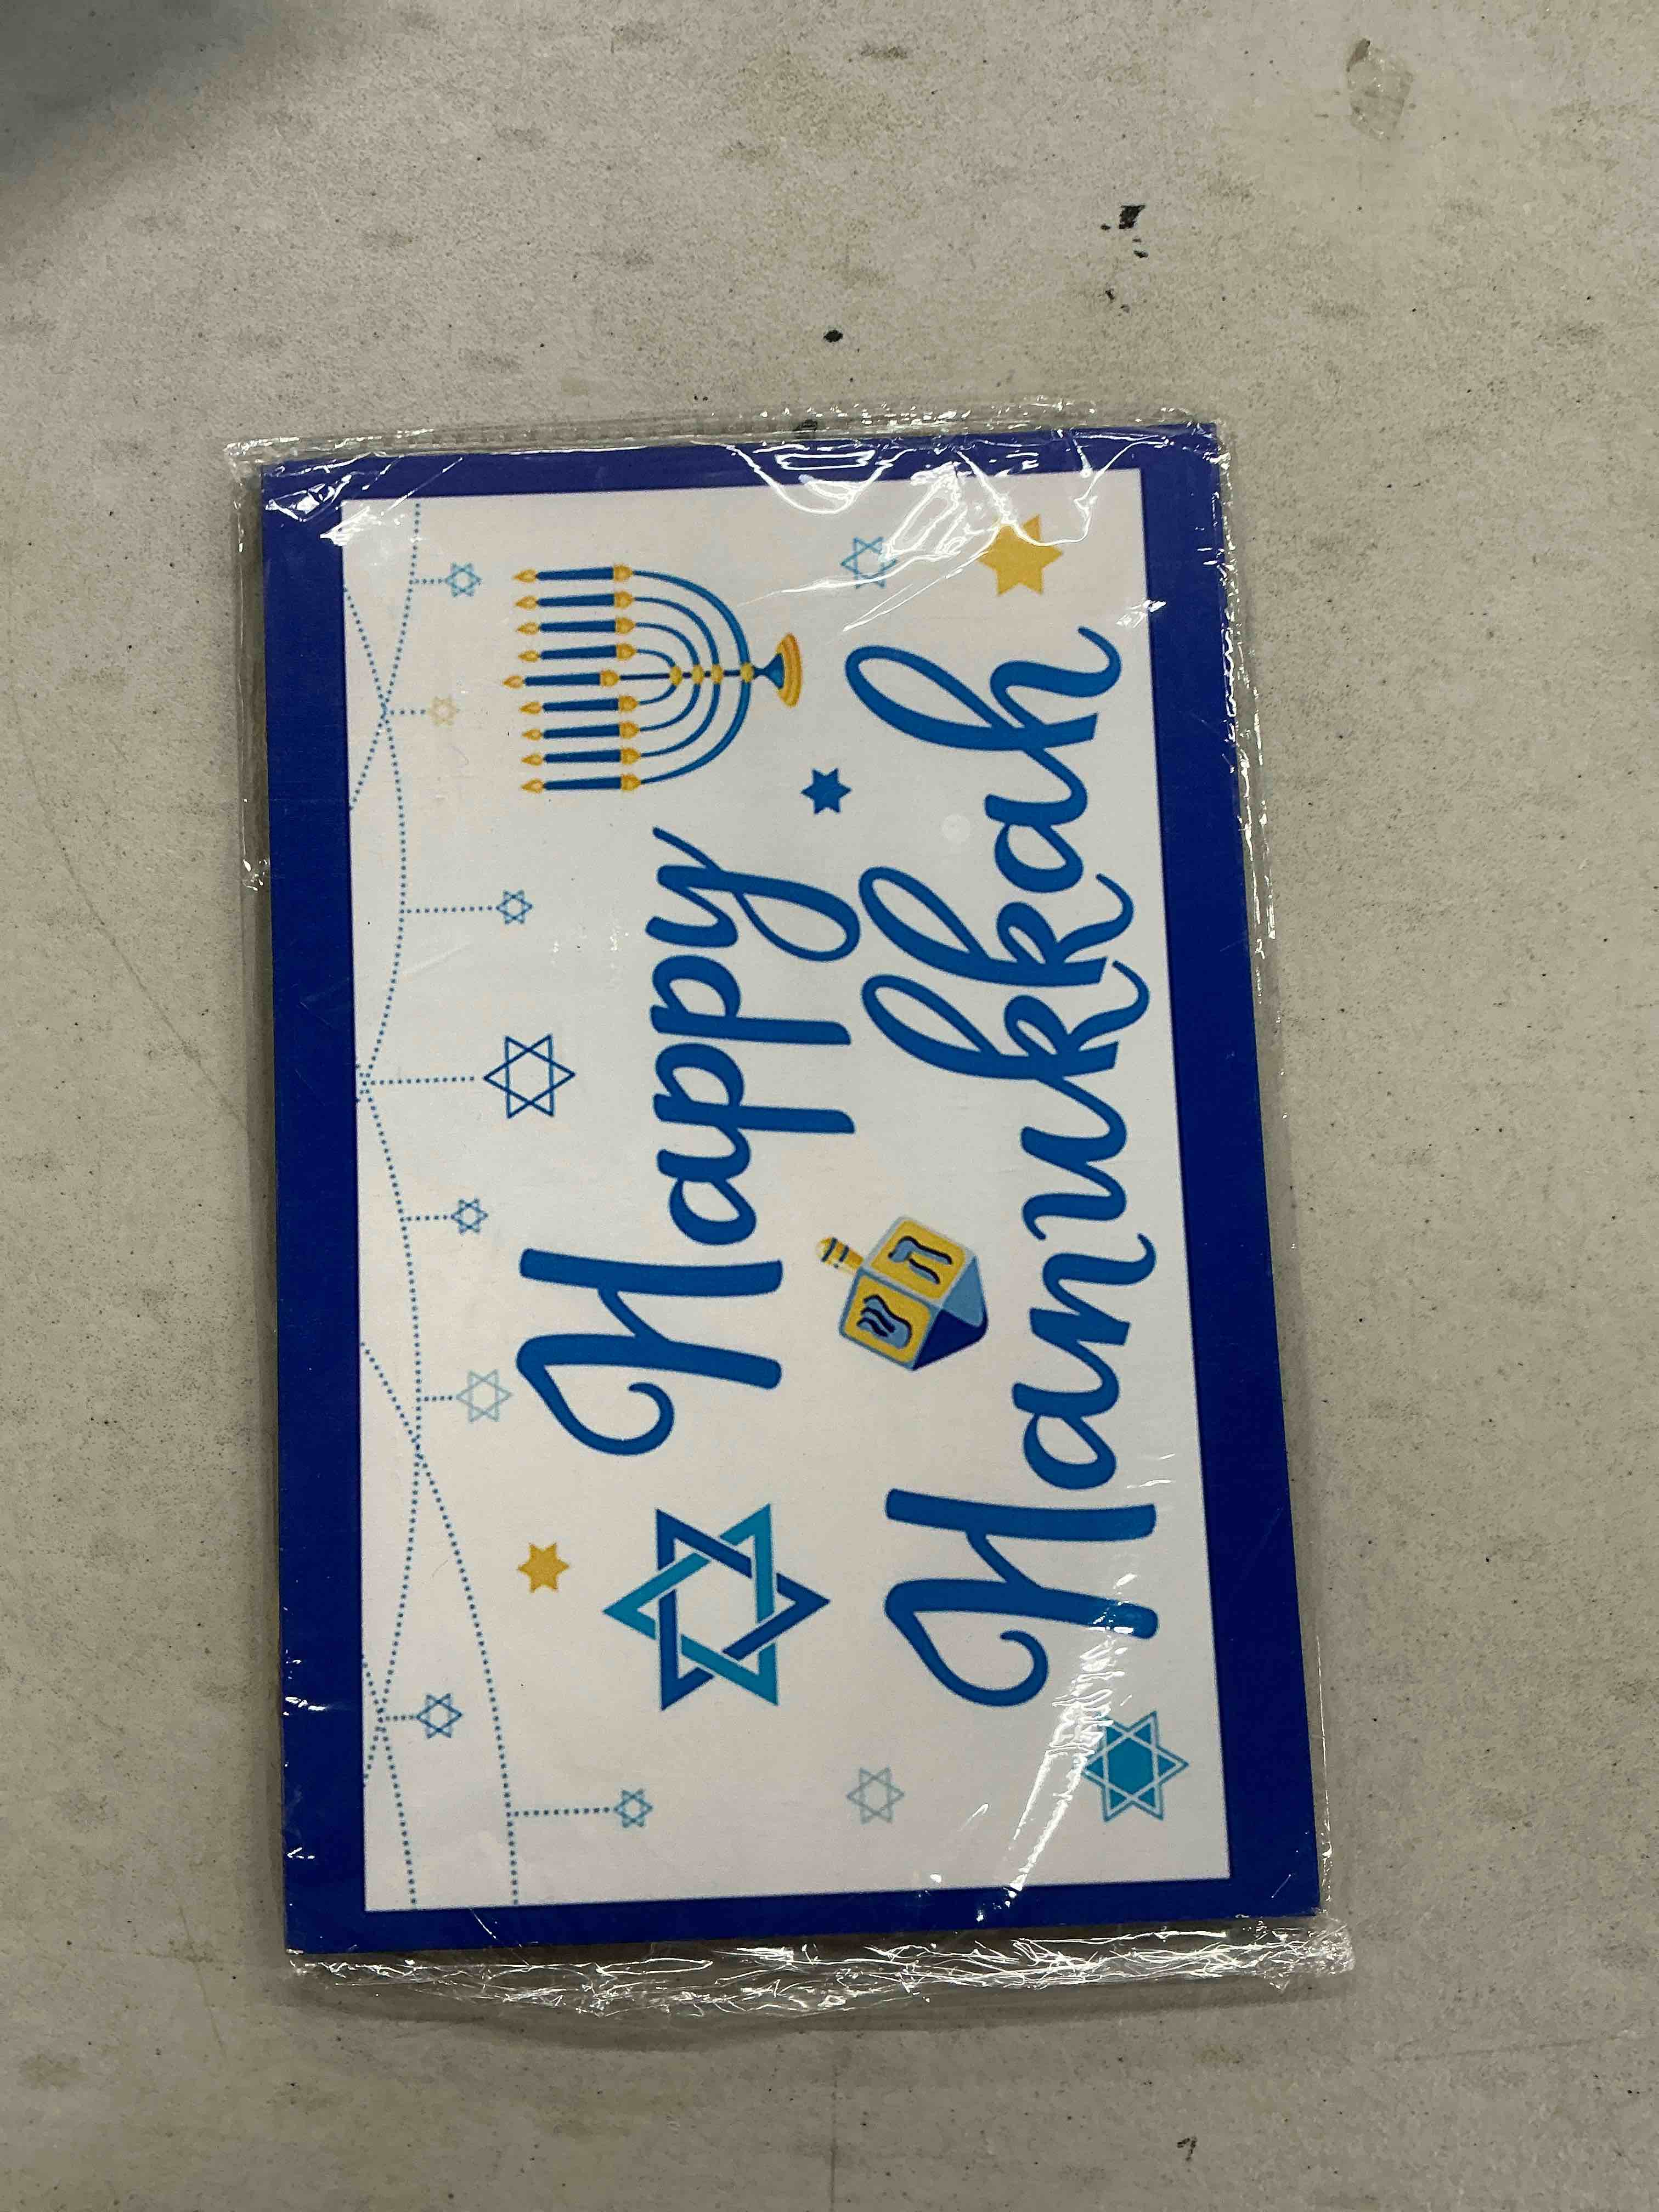 Happy
ש ה
Hanukkah